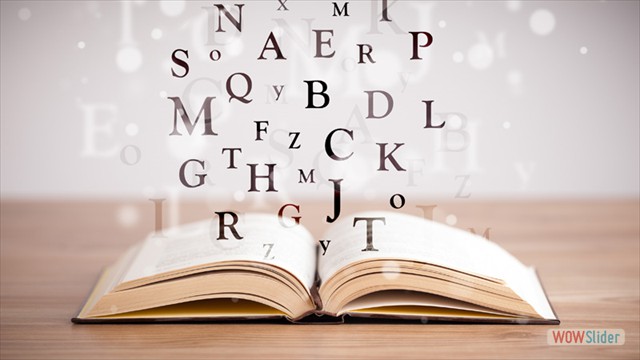 X M
N T
S o A E R P
Q y B D L
M F z C
G T H M J K
R G T o
z y
WOWSlider